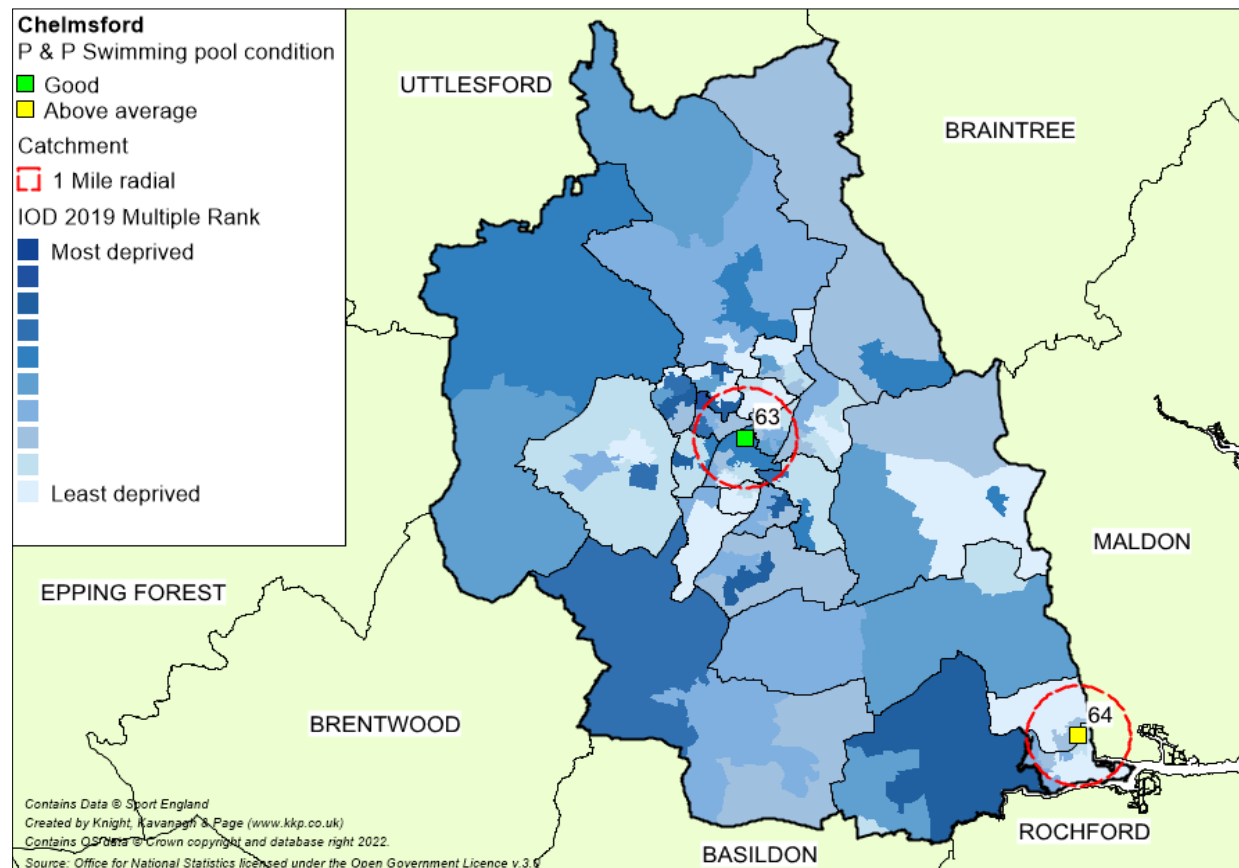 Chelmsford
P & P Swimming pool condition
Good
Above average
Catchment
1 Mile radial
IOD 2019 Multiple Rank
Most deprived
Least deprived
UTTLESFORD
BRAINTREE
63
MALDON
EPPING FOREST
BRENTWOOD
64
ROCHFORD
BASILDON
Contains Data © Sport England
Created by Knight, Kavanagh & Page (www.kkp.co.uk)
Contains OS data © Crown copyright and database right 2022.
Source: Office for National Statistics licensed under the Open Government Licence v.3.0